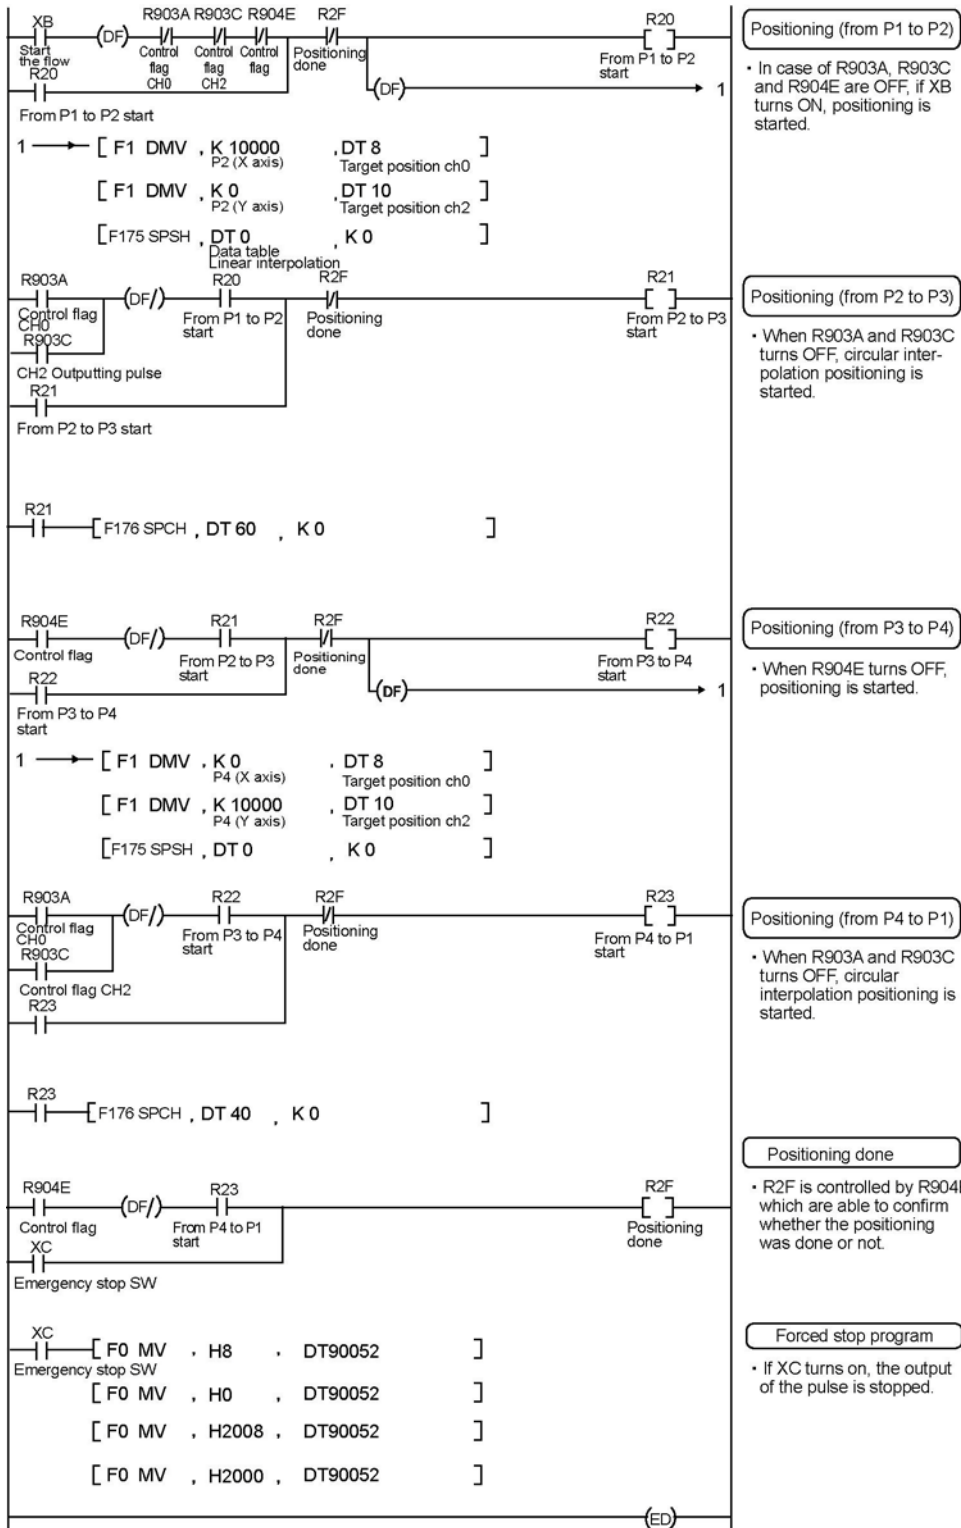 XB R903A R903C R904E R2F R20
(DF)
Start the flow Control flag CH0 Control flag CH2 Control flag Positioning done From P1 to P2 start
R20
(DF) 1
From P1 to P2 start
1 [ F1 DMV , K 10000 , DT 8 ]
P2 (X axis) Target position ch0
[ F1 DMV , K 0 , DT 10 ]
P2 (Y axis) Target position ch2
[ F175 SPSH , DT 0 , K 0 ]
Data table
Linear interpolation
Positioning (from P1 to P2)
· In case of R903A, R903C
and R904E are OFF, if XB
turns ON, positioning is
started.
R903A R20 R2F R21
(DF/) [ ]
Control flag CH0 From P1 to P2 start Positioning done From P2 to P3 start
R903C
CH2 Outputting pulse
R21
From P2 to P3 start
Positioning (from P2 to P3)
· When R903A and R903C
turns OFF, circular inter-
polation positioning is
started.
R21
[ F176 SPCH , DT 60 , K 0 ]
R904E R21 R2F R22
(DF/) [ ]
Control flag From P2 to P3 start Positioning done From P3 to P4 start
R22
(DF) 1
From P3 to P4
start
1 [ F1 DMV , K 0 , DT 8 ]
P4 (X axis) Target position ch0
[ F1 DMV , K 10000 , DT 10 ]
P4 (Y axis) Target position ch2
[ F175 SPSH , DT 0 , K 0 ]
Positioning (from P3 to P4)
· When R904E turns OFF,
positioning is started.
R903A R22 R2F R23
(DF/) [ ]
Control flag CH0 From P3 to P4 start Positioning done From P4 to P1 start
R903C
Control flag CH2
R23
Positioning (from P4 to P1)
· When R903A and R903C
turns OFF, circular
interpolation positioning is
started.
R23
[ F176 SPCH , DT 40 , K 0 ]
R904E R23 R2F
(DF/) [ ]
Control flag From P4 to P1 start Positioning done
XC
Emergency stop SW
Positioning done
· R2F is controlled by R904E
which are able to confirm
whether the positioning
was done or not.
XC
[ F0 MV , H8 , DT90052 ]
Emergency stop SW
[ F0 MV , H0 , DT90052 ]
[ F0 MV , H2008 , DT90052 ]
[ F0 MV , H2000 , DT90052 ]
Forced stop program
· If XC turns on, the output
of the pulse is stopped.
(ED)